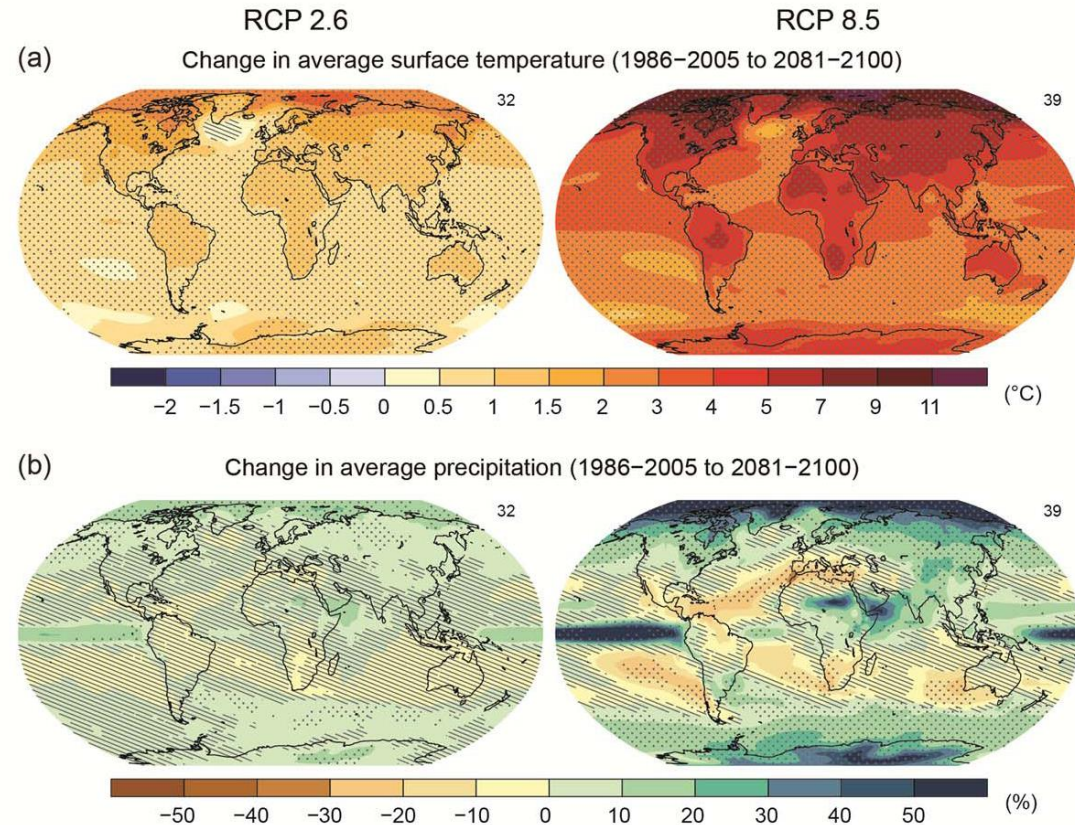 RCP 2.6 RCP 8.5
(a) Change in average surface temperature (1986−2005 to 2081−2100)
32 39
−2 −1.5 −1 −0.5 0 0.5 1 1.5 2 3 4 5 7 9 11 (°C)
(b) Change in average precipitation (1986−2005 to 2081−2100)
32 39
−50 −40 −30 −20 −10 0 10 20 30 40 50 (%)